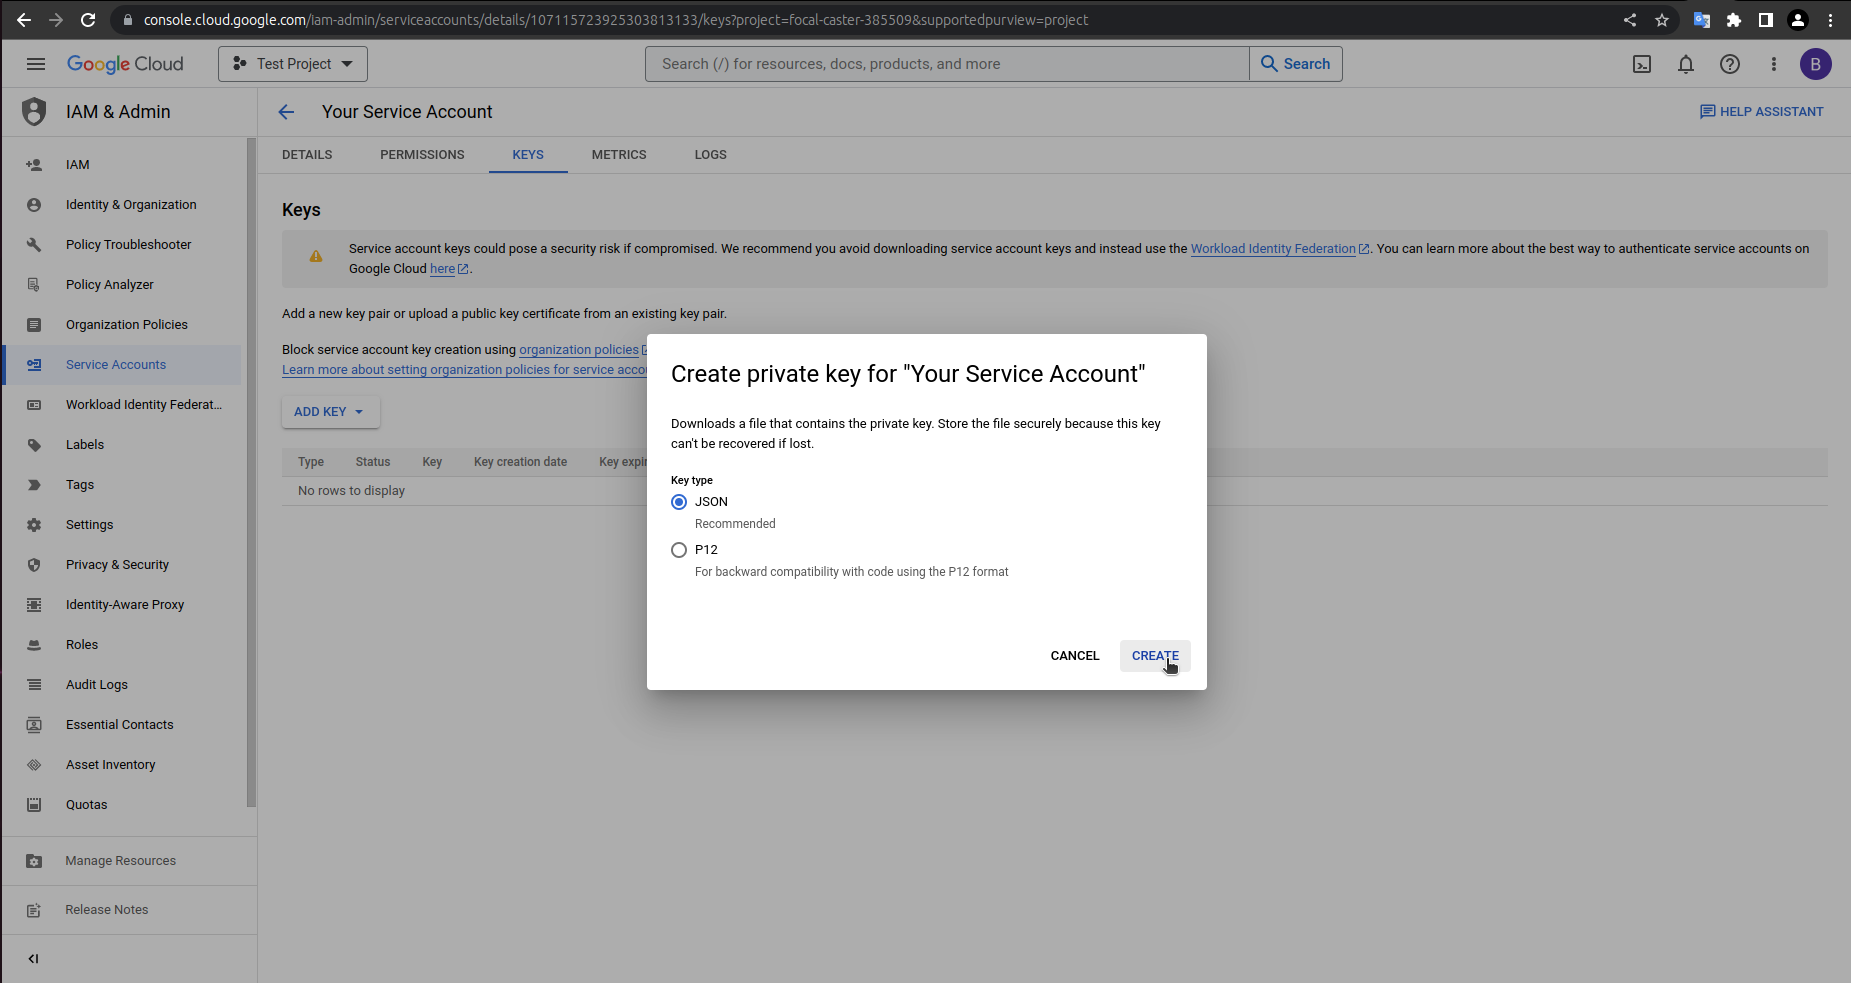 console.cloud.google.com/iam-admin/serviceaccounts/details/107115723925303813133/keys?project=focal-caster-385509&supportedpurview=project
Google Cloud
Test Project
Search (/) for resources, docs, products, and more
Search
B
IAM & Admin
Your Service Account
HELP ASSISTANT
IAM
Identity & Organization
Policy Troubleshooter
Policy Analyzer
Organization Policies
Service Accounts
Workload Identity Federat...
Labels
Tags
Settings
Privacy & Security
Identity-Aware Proxy
Roles
Audit Logs
Essential Contacts
Asset Inventory
Quotas
Manage Resources
Release Notes
DETAILS
PERMISSIONS
KEYS
METRICS
LOGS
Keys
Service account keys could pose a security risk if compromised. We recommend you avoid downloading service account keys and instead use the Workload Identity Federation. You can learn more about the best way to authenticate service accounts on
Google Cloud here.
Add a new key pair or upload a public key certificate from an existing key pair.
Block service account key creation using organization policies
Learn more about setting organization policies for service accou
ADD KEY
Type Status Key Key creation date Key expir
No rows to display
Create private key for "Your Service Account"
Downloads a file that contains the private key. Store the file securely because this key
can't be recovered if lost.
Key type
JSON
Recommended
P12
For backward compatibility with code using the P12 format
CANCEL
CREATE